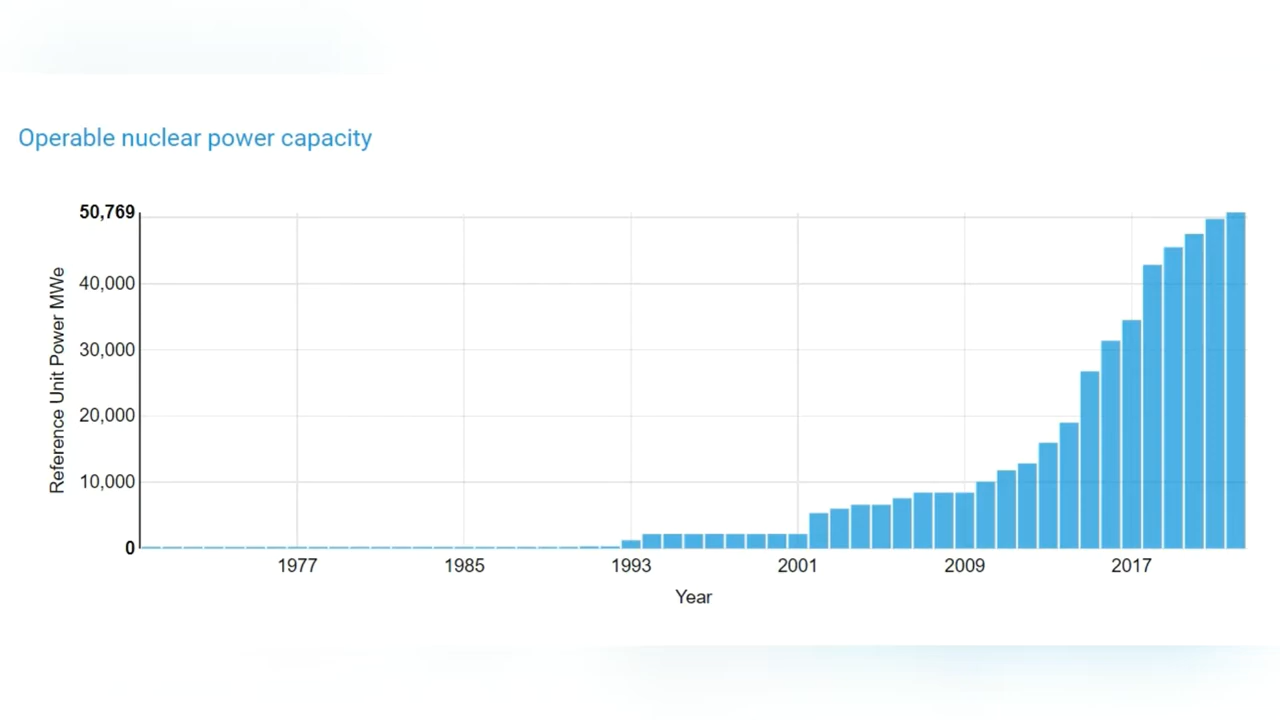 Operable nuclear power capacity
50,769
40,000
30,000
20,000
10,000
0
Reference Unit Power MWe
1977 1985 1993 2001 2009 2017
Year